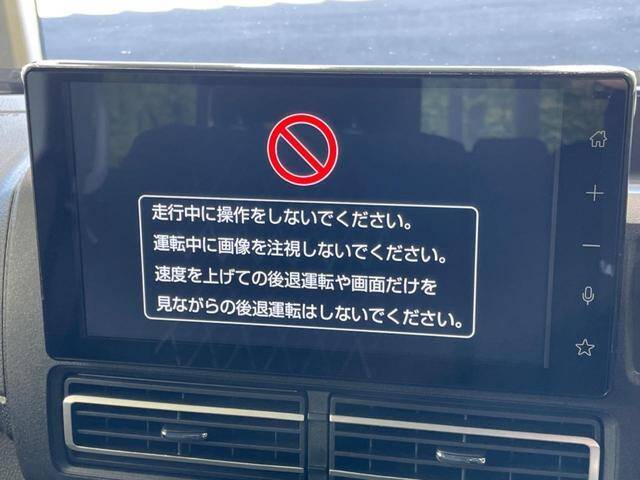 走行中に操作をしないでください。
運転中に画像を注視しないでください。
速度を上げての後退運転や画面だけを
見ながらの後退運転はしないでください。